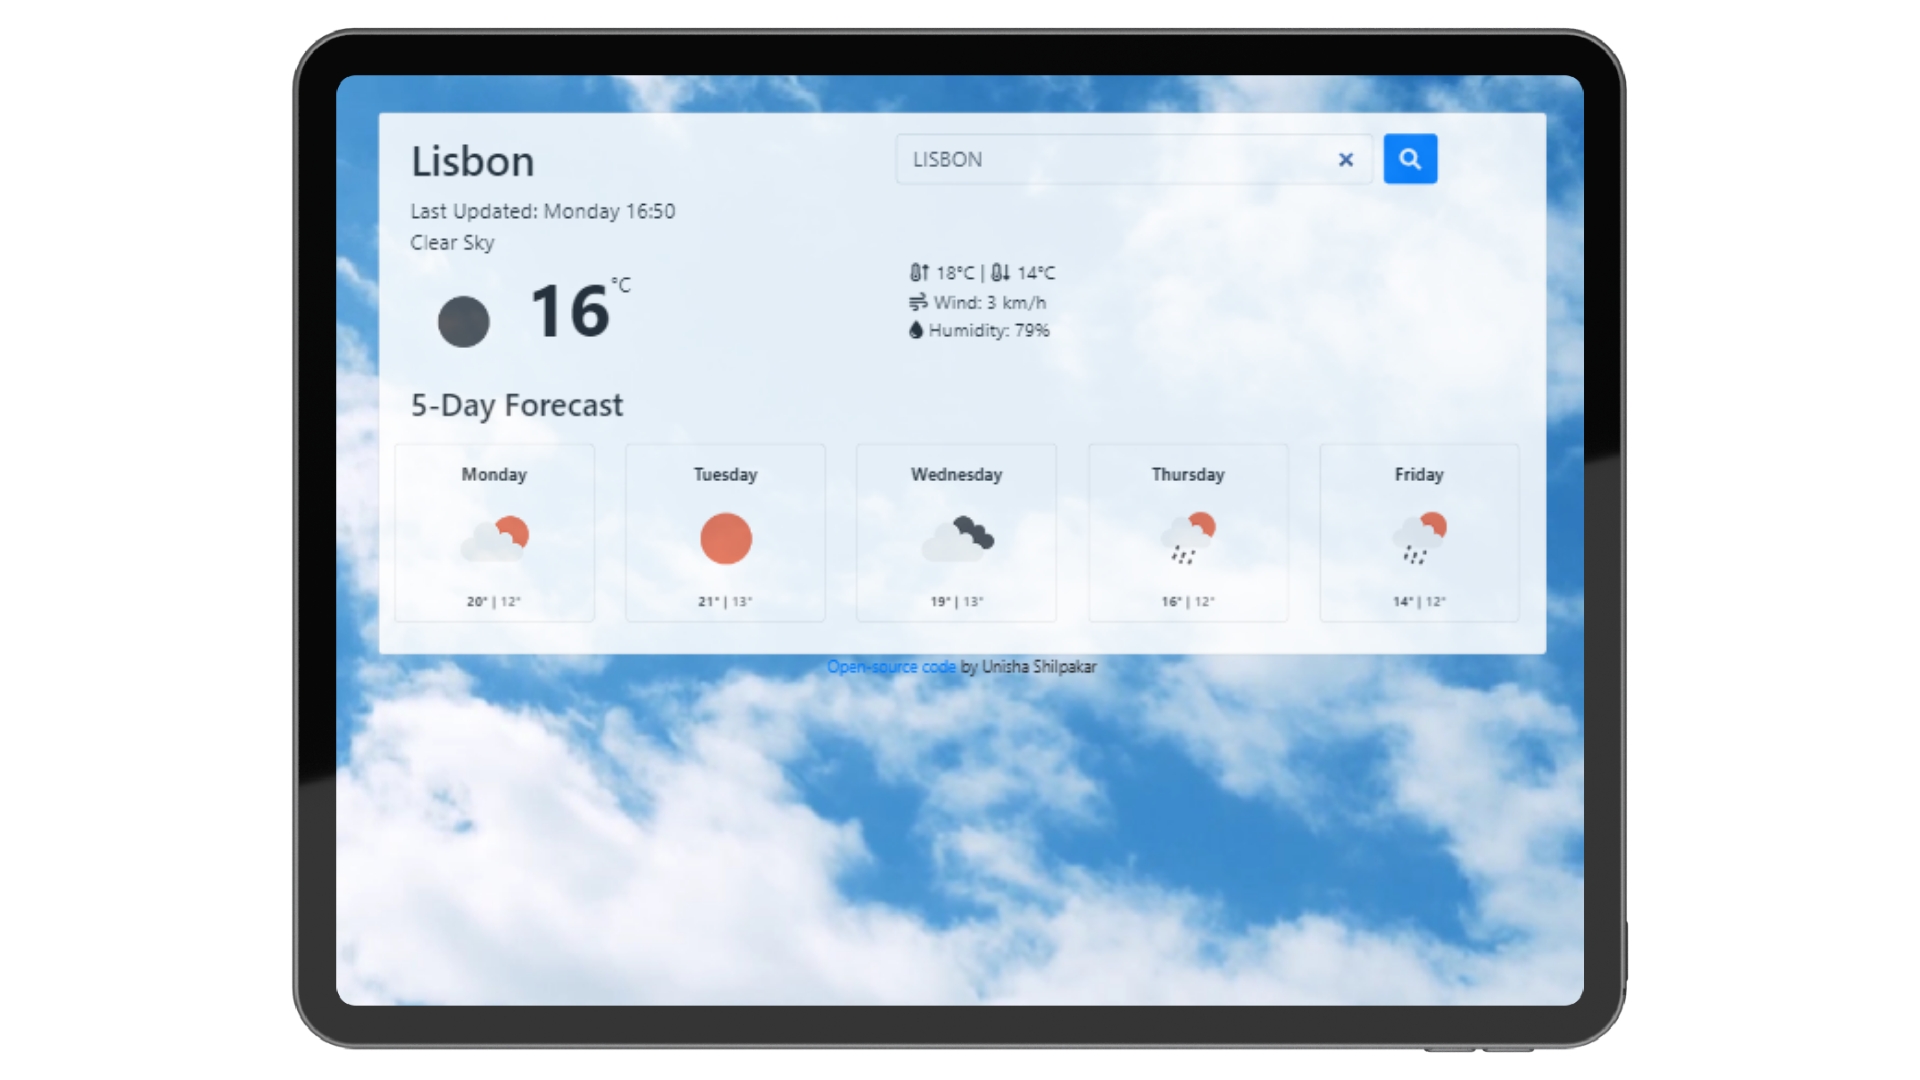 Lisbon
LISBON
Last Updated: Monday 16:50
Clear Sky
16 °C
18°C | 14°C
Wind: 3 km/h
Humidity: 79%
5-Day Forecast
Monday
20° | 12°
Tuesday
21° | 13°
Wednesday
19° | 13°
Thursday
16° | 12°
Friday
14° | 12°
Open-source code by Unisha Shilpakar